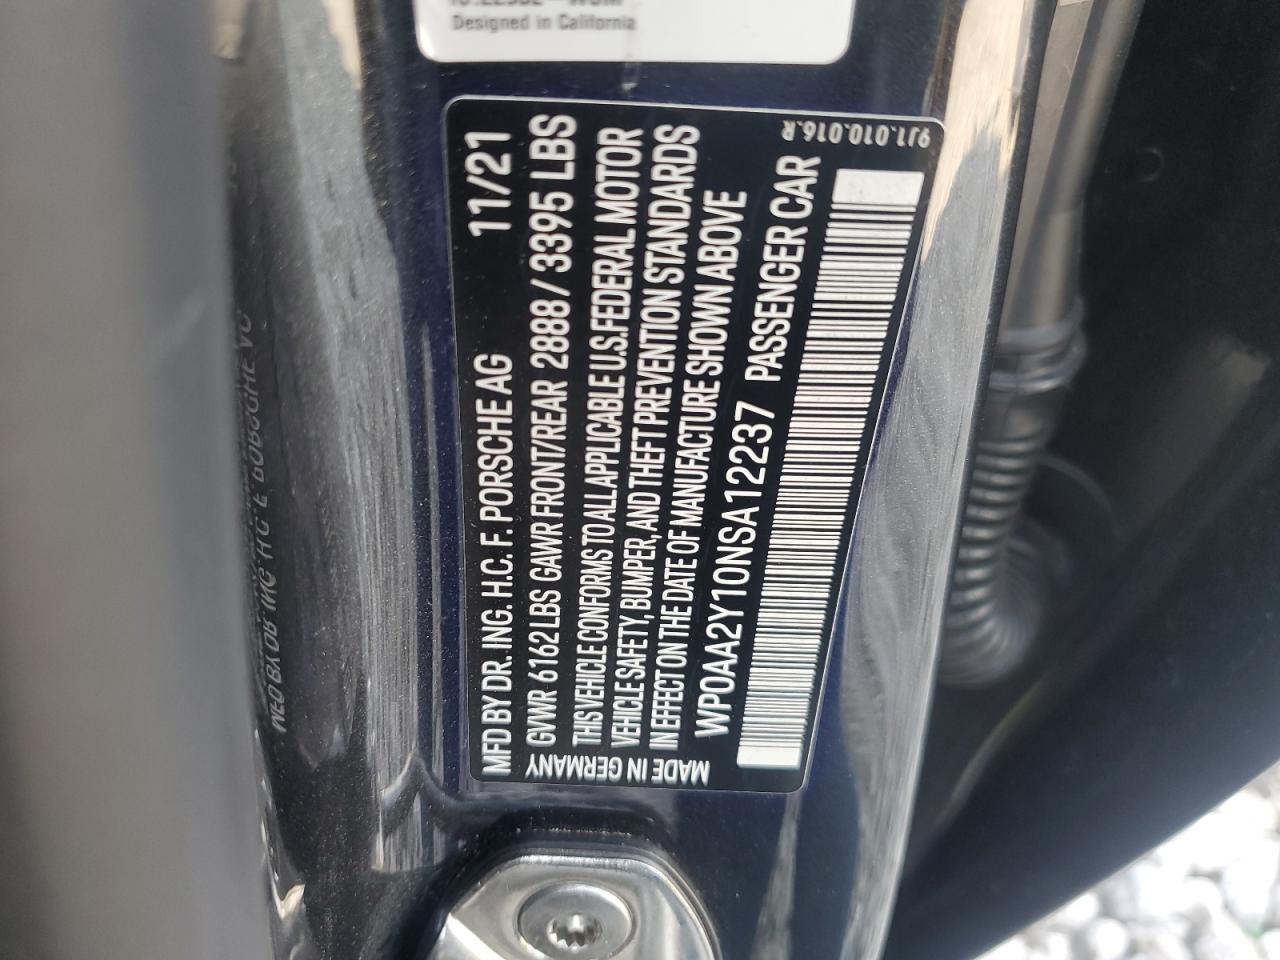 Designed in California
MFD BY DR. ING. H.C. F. PORSCHE AG 11/21
GVWR 6162 LBS GAWR FRONT/REAR 2888 / 3395 LBS
THIS VEHICLE CONFORMS TO ALL APPLICABLE U.S. FEDERAL MOTOR
VEHICLE SAFETY, BUMPER, AND THEFT PREVENTION STANDARDS
IN EFFECT ON THE DATE OF MANUFACTURE SHOWN ABOVE
WP0AA2Y10NSA12237 PASSENGER CAR
MADE IN GERMANY
9J1.010.016.R